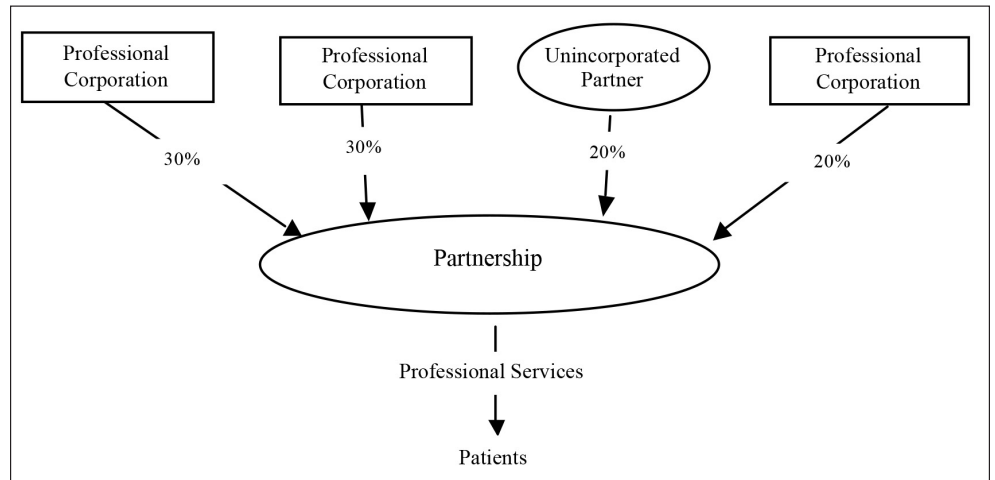 Professional
Corporation
Professional
Corporation
Unincorporated
Partner
Professional
Corporation
30%
30%
20%
20%
Partnership
Professional Services
Patients